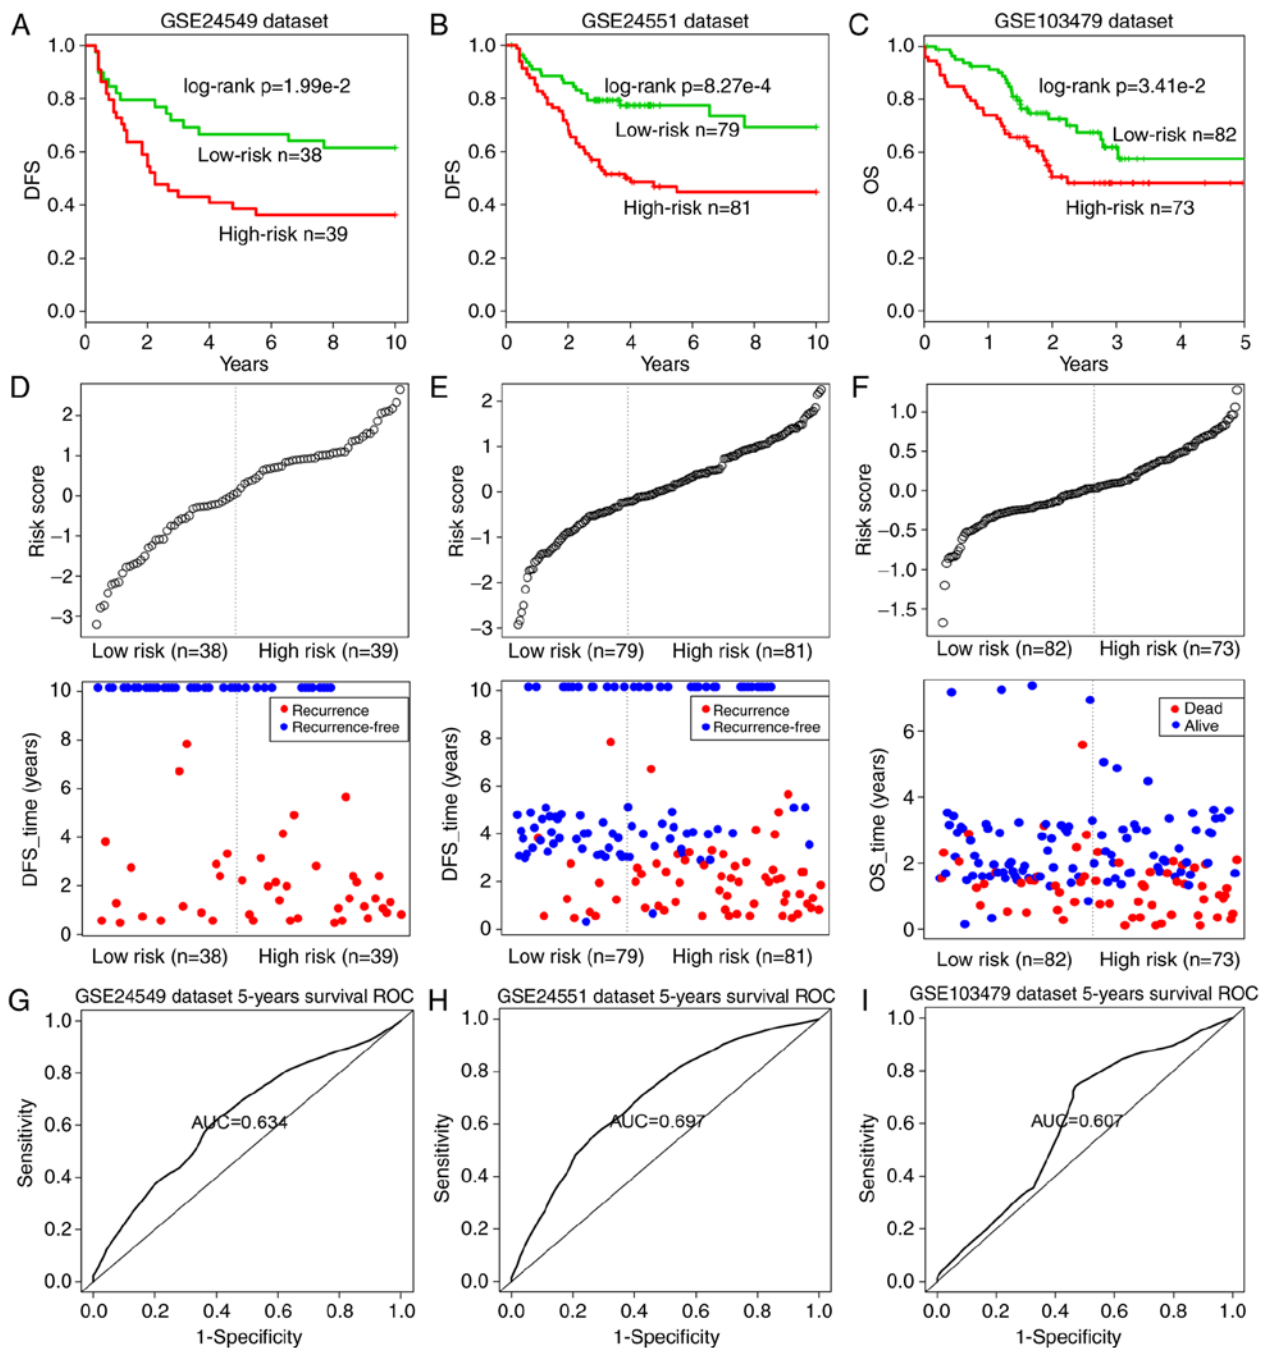 A
GSE24549 dataset
1.0
0.8
0.6
0.4
0.2
0.0
DFS
log-rank p=1.99e-2
Low-risk n=38
High-risk n=39
0 2 4 6 8 10
Years
B
GSE24551 dataset
1.0
0.8
0.6
0.4
0.2
0.0
DFS
log-rank p=8.27e-4
Low-risk n=79
High-risk n=81
0 2 4 6 8 10
Years
C
GSE103479 dataset
1.0
0.8
0.6
0.4
0.2
0.0
OS
log-rank p=3.41e-2
Low-risk n=82
High-risk n=73
0 1 2 3 4 5
Years
D
2
1
0
−1
−2
−3
Risk score
Low risk (n=38) High risk (n=39)
E
2
1
0
−1
−2
−3
Risk score
Low risk (n=79) High risk (n=81)
F
1.0
0.5
0.0
−0.5
−1.0
−1.5
Risk score
Low risk (n=82) High risk (n=73)
10
8
6
4
2
0
DFS_time (years)
Recurrence
Recurrence-free
Low risk (n=38) High risk (n=39)
10
8
6
4
2
0
DFS_time (years)
Recurrence
Recurrence-free
Low risk (n=79) High risk (n=81)
6
4
2
0
OS_time (years)
Dead
Alive
Low risk (n=82) High risk (n=73)
G
GSE24549 dataset 5-years survival ROC
1.0
0.8
0.6
0.4
0.2
0.0
Sensitivity
AUC=0.634
0.0 0.2 0.4 0.6 0.8 1.0
1-Specificity
H
GSE24551 dataset 5-years survival ROC
1.0
0.8
0.6
0.4
0.2
0.0
Sensitivity
AUC=0.697
0.0 0.2 0.4 0.6 0.8 1.0
1-Specificity
I
GSE103479 dataset 5-years survival ROC
1.0
0.8
0.6
0.4
0.2
0.0
Sensitivity
AUC=0.607
0.0 0.2 0.4 0.6 0.8 1.0
1-Specificity